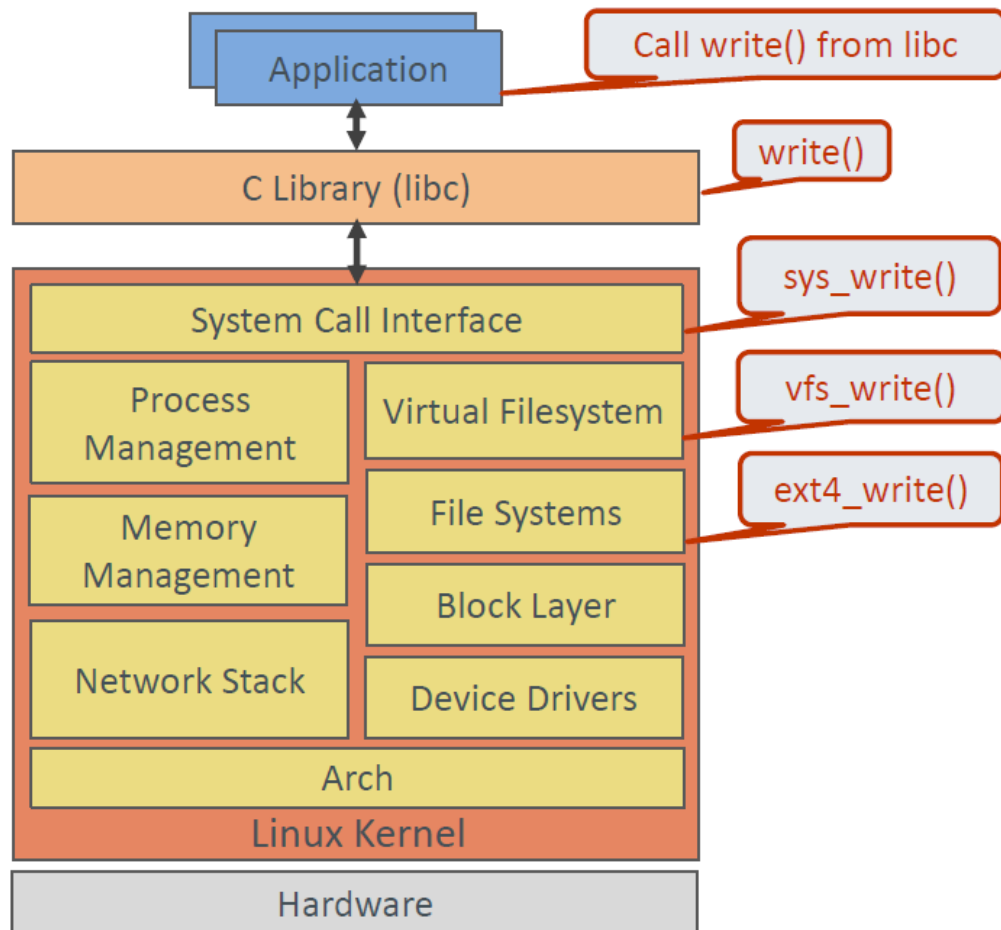 Application
Call write() from libc
C Library (libc)
write()
System Call Interface
sys_write()
Process
Management
Virtual Filesystem
vfs_write()
Memory
Management
File Systems
ext4_write()
Block Layer
Network Stack
Device Drivers
Arch
Linux Kernel
Hardware